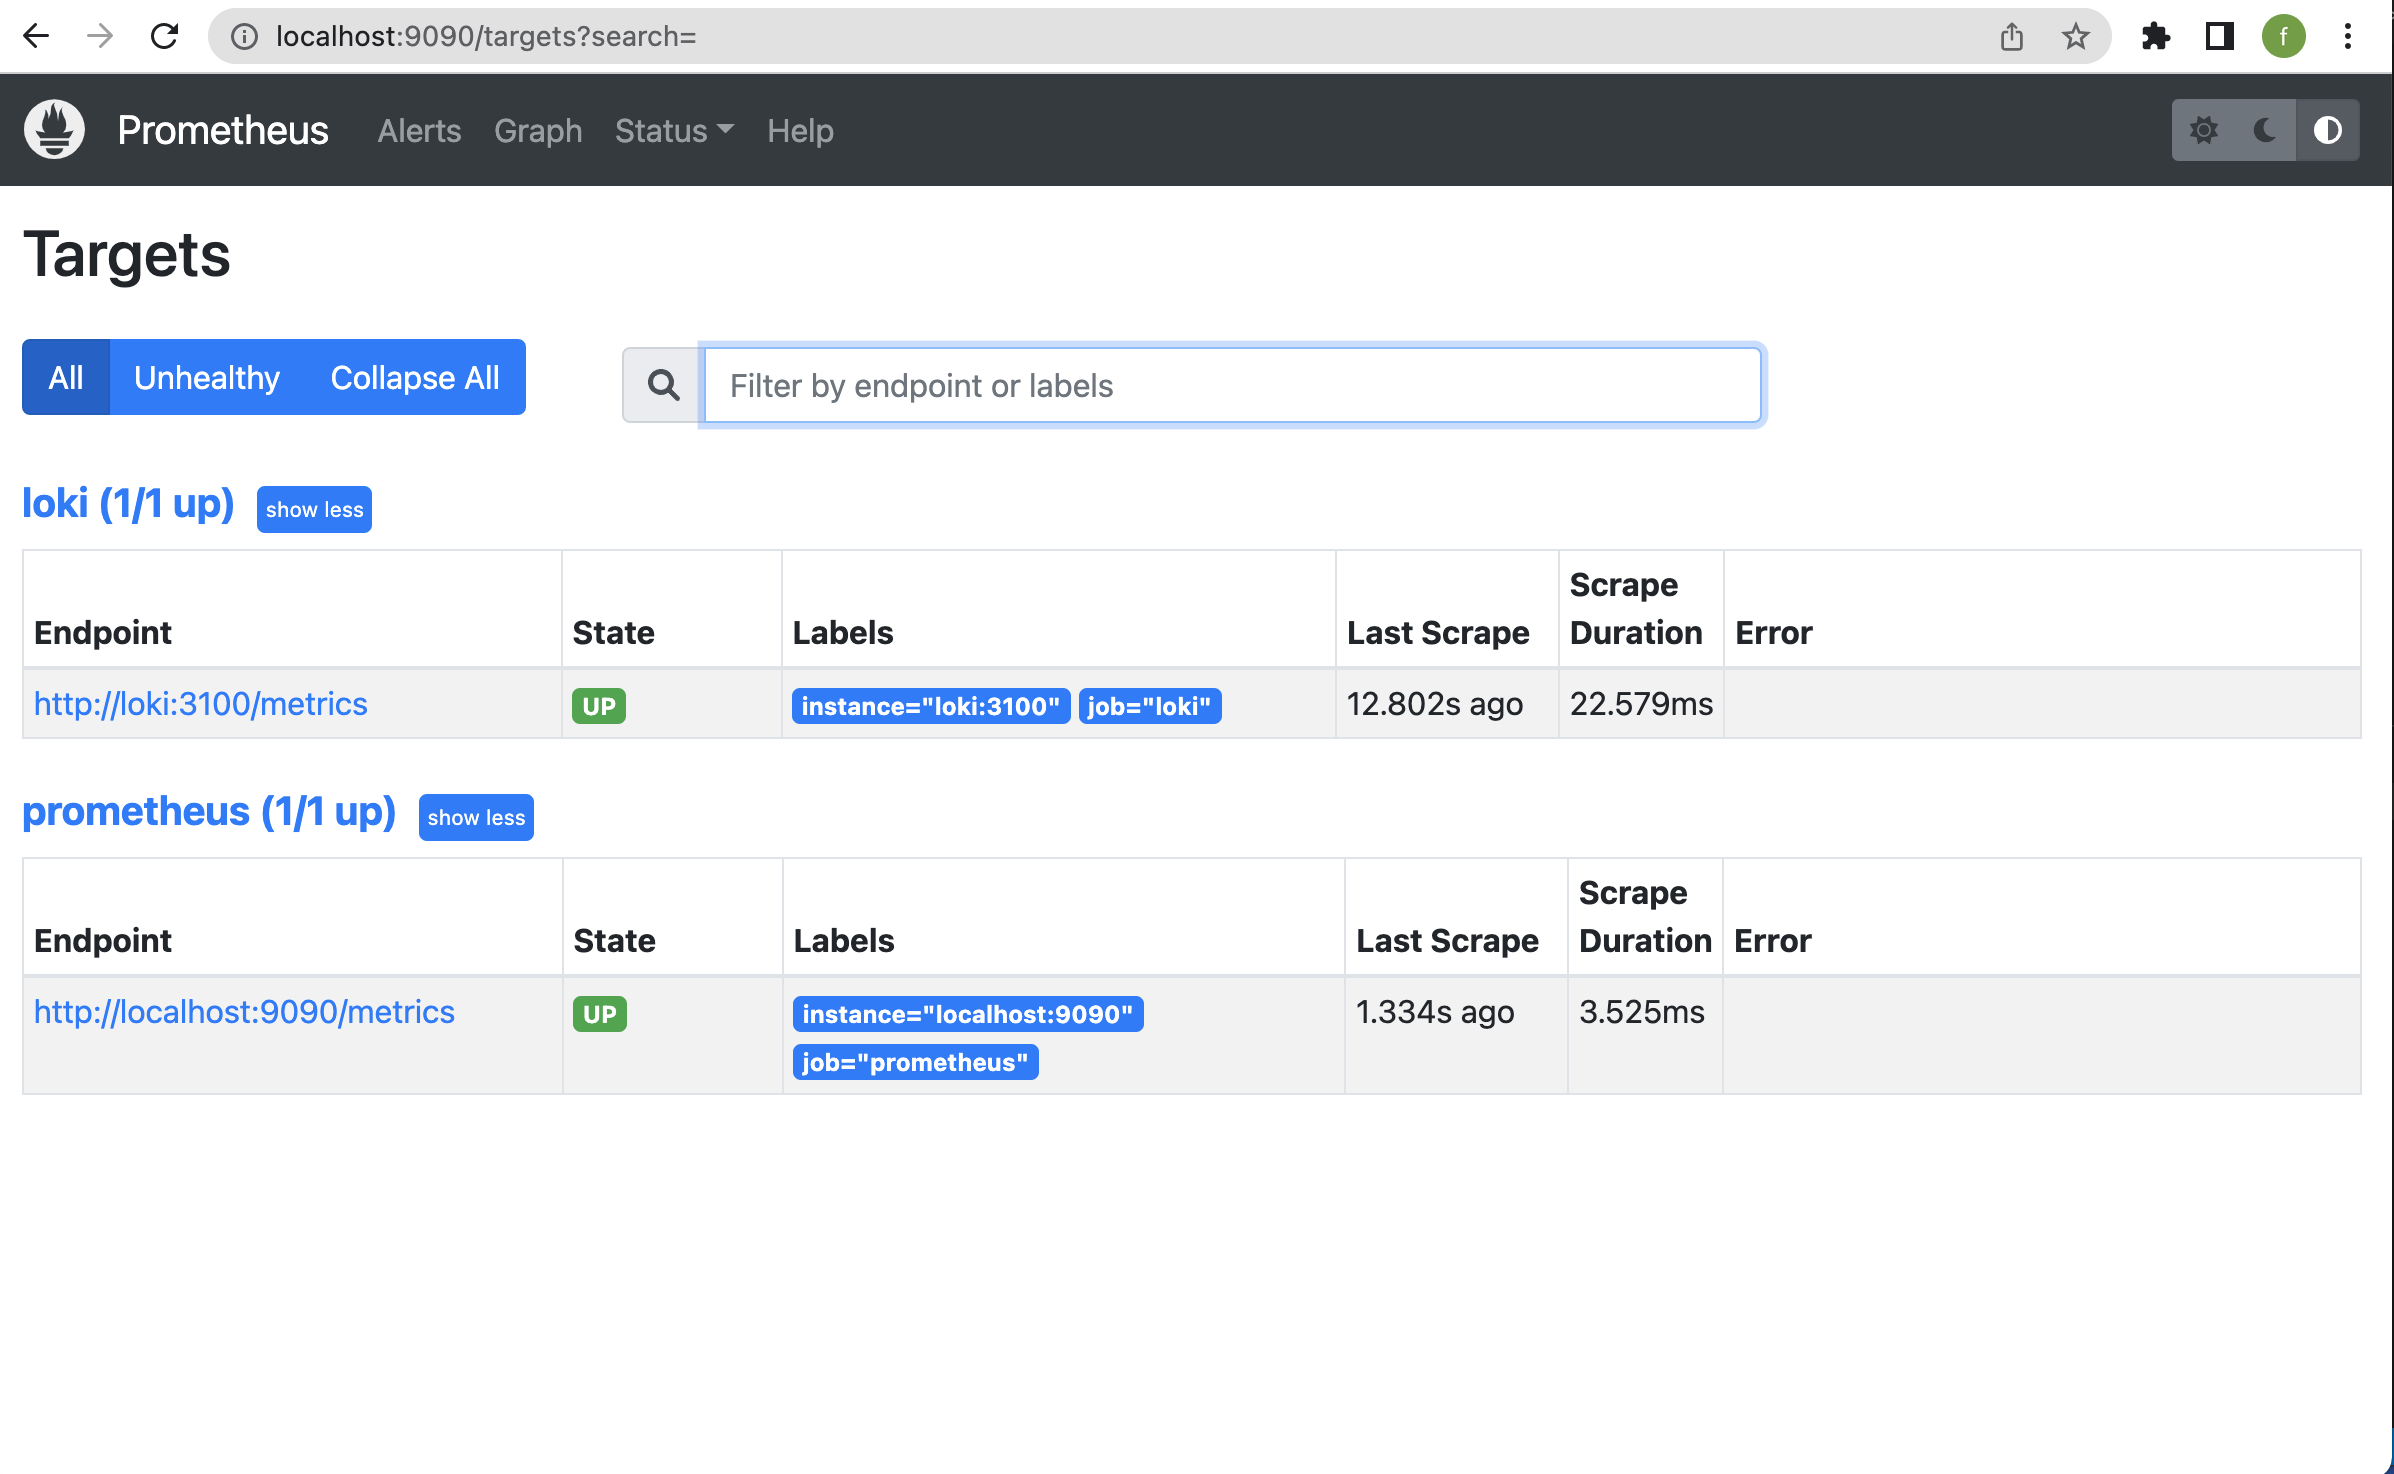 localhost:9090/targets?search=
f
Prometheus Alerts Graph Status Help
Targets
All Unhealthy Collapse All
Filter by endpoint or labels
loki (1/1 up) show less
Endpoint State Labels Last Scrape Scrape Duration Error
http://loki:3100/metrics UP instance="loki:3100" job="loki" 12.802s ago 22.579ms
prometheus (1/1 up) show less
Endpoint State Labels Last Scrape Scrape Duration Error
http://localhost:9090/metrics UP instance="localhost:9090" 1.334s ago 3.525ms
job="prometheus"